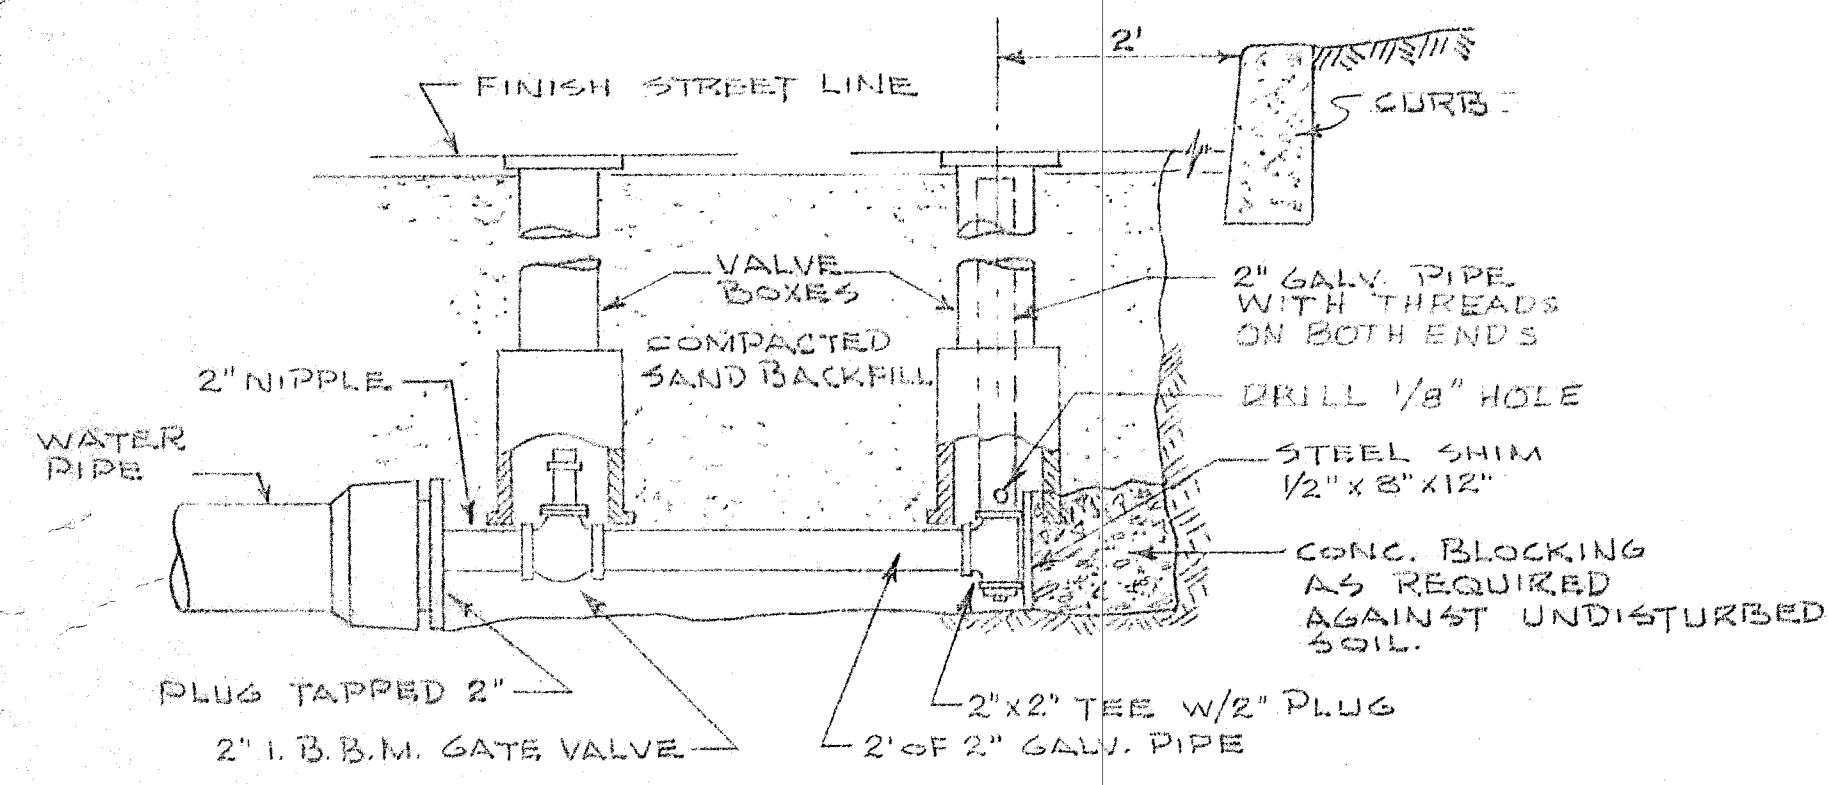 2'
FINISH STREET LINE
CURB
VALVE
BOXES
2" GALV. PIPE
WITH THREADS
ON BOTH ENDS
COMPACTED
SAND BACKFILL
2" NIPPLE
DRILL 1/8" HOLE
WATER
PIPE
STEEL SHIM
1/2" X 8" X 12"
CONC. BLOCKING
AS REQUIRED
AGAINST UNDISTURBED
SOIL.
PLUG TAPPED 2"
2" X 2" TEE W/2" PLUG
2" I. B. B. M. GATE VALVE
2' OF 2" GALV. PIPE